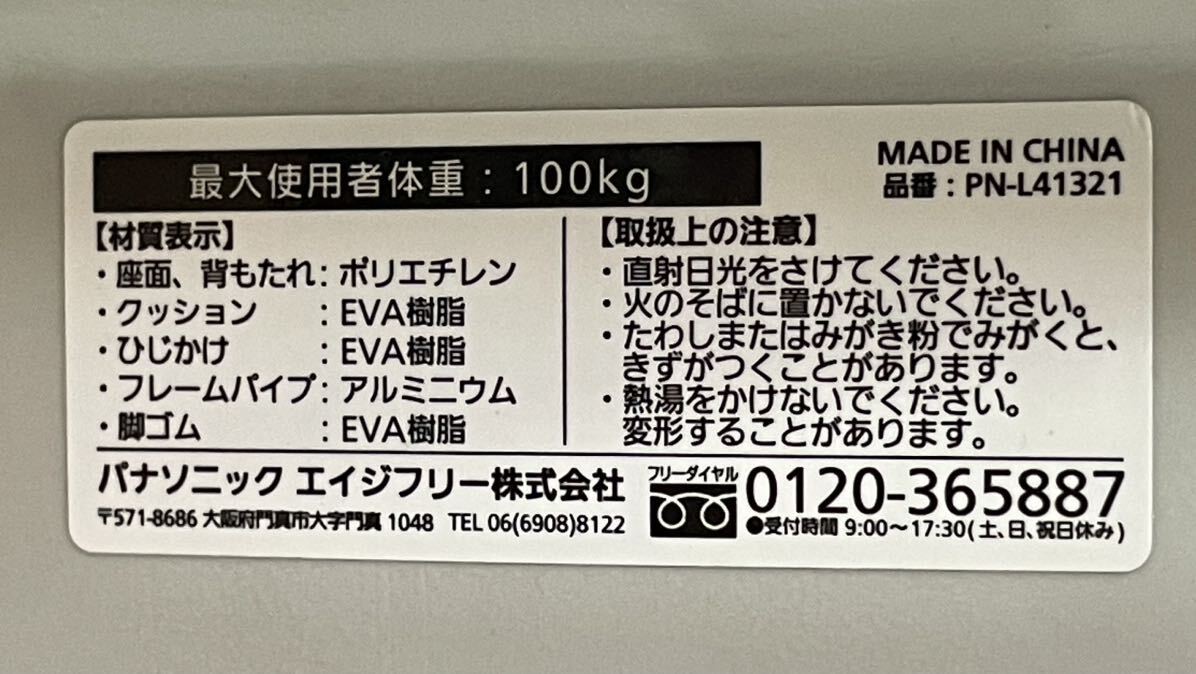 最大使用者体重：100kg
MADE IN CHINA
品番：PN-L41321
【材質表示】
・座面、背もたれ：ポリエチレン
・クッション　　：EVA樹脂
・ひじかけ　　　：EVA樹脂
・フレームパイプ：アルミニウム
・脚ゴム　　　　：EVA樹脂
【取扱上の注意】
・直射日光をさけてください。
・火のそばに置かないでください。
・たわしまたはみがき粉でみがくと、
きずがつくことがあります。
・熱湯をかけないでください。
変形することがあります。
パナソニック エイジフリー株式会社
〒571-8686 大阪府門真市大字門真 1048　TEL 06(6908)8122
フリーダイヤル
0120-365887
●受付時間 9:00～17:30(土、日、祝日休み)